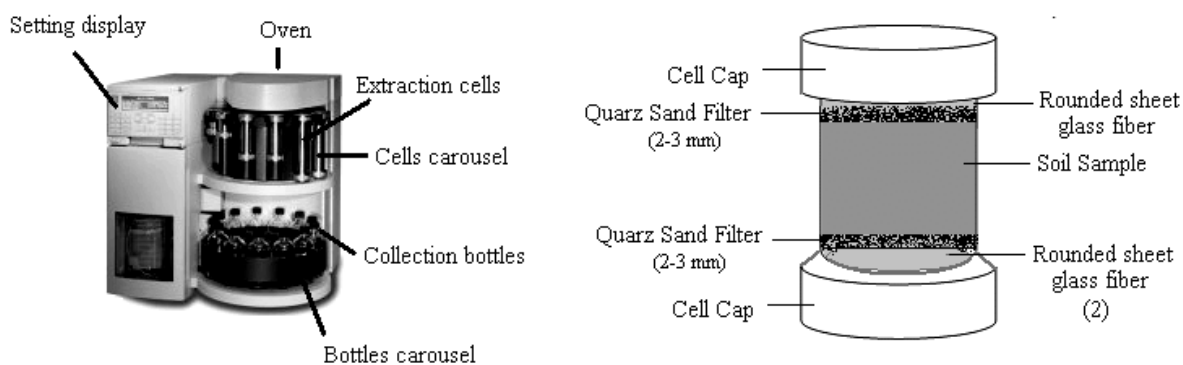 Setting display
Oven
Extraction cells
Cells carousel
Collection bottles
Bottles carousel
Cell Cap
Quarz Sand Filter
(2-3 mm)
Rounded sheet
glass fiber
Soil Sample
Quarz Sand Filter
(2-3 mm)
Rounded sheet
glass fiber
(2)
Cell Cap